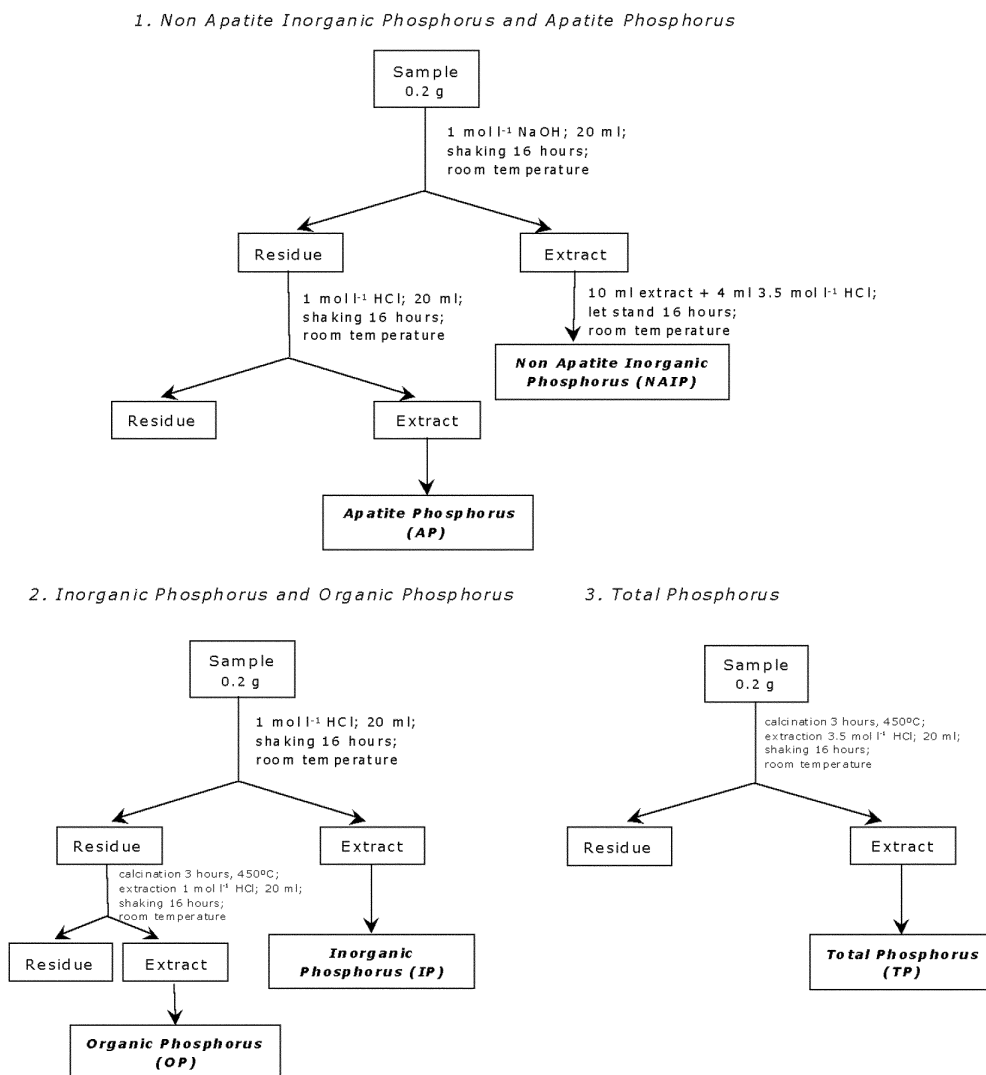 1. Non Apatite Inorganic Phosphorus and Apatite Phosphorus
Sample
0.2 g
1 mol l⁻¹ NaOH; 20 ml;
shaking 16 hours;
room temperature
Residue
Extract
1 mol l⁻¹ HCl; 20 ml;
shaking 16 hours;
room temperature
10 ml extract + 4 ml 3.5 mol l⁻¹ HCl;
let stand 16 hours;
room temperature
Non Apatite Inorganic
Phosphorus (NAIP)
Residue
Extract
Apatite Phosphorus
(AP)
2. Inorganic Phosphorus and Organic Phosphorus
Sample
0.2 g
1 mol l⁻¹ HCl; 20 ml;
shaking 16 hours;
room temperature
Residue
Extract
calcination 3 hours, 450ºC;
extraction 1 mol l⁻¹ HCl; 20 ml;
shaking 16 hours;
room temperature
Residue
Extract
Inorganic
Phosphorus (IP)
Organic Phosphorus
(OP)
3. Total Phosphorus
Sample
0.2 g
calcination 3 hours, 450ºC;
extraction 3.5 mol l⁻¹ HCl; 20 ml;
shaking 16 hours;
room temperature
Residue
Extract
Total Phosphorus
(TP)